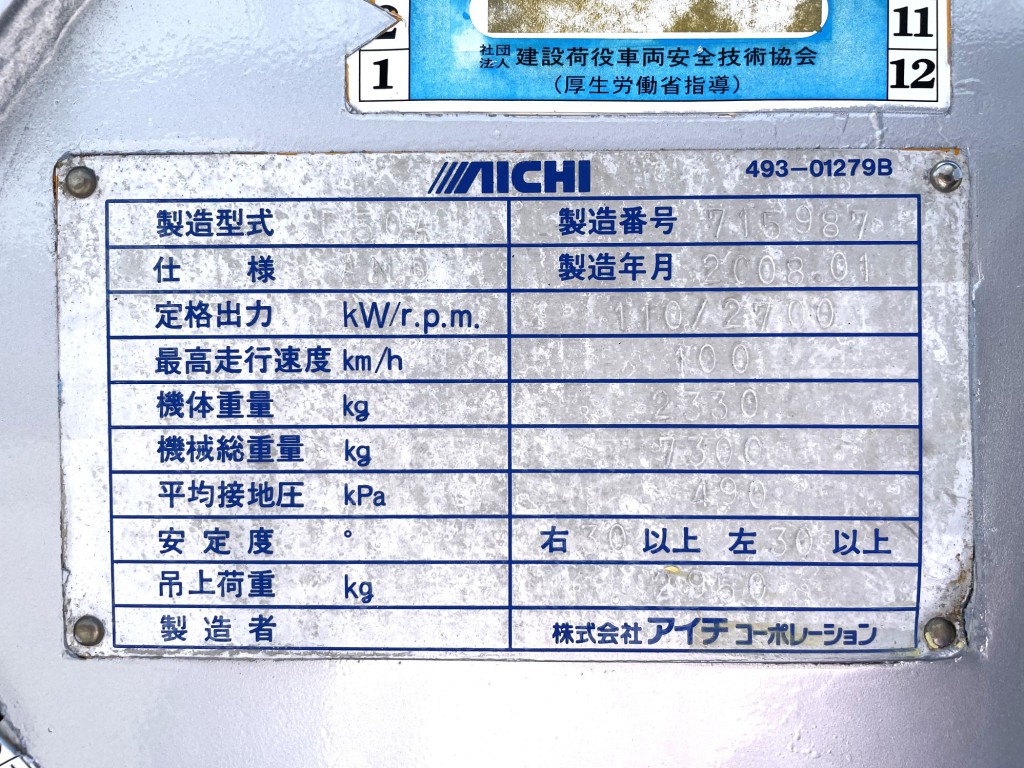 2
1
11
12
社団法人 建設荷役車両安全技術協会
(厚生労働省指導)
AICHI
493-01279B
製造型式 製造番号 715987
仕様 製造年月 2008.01
定格出力 kW/r.p.m. 110/2700
最高走行速度 km/h 100
機体重量 kg 2330
機械総重量 kg 7300
平均接地圧 kPa 490
安定度 ° 右 30 以上 左 30 以上
吊上荷重 kg
製造者 株式会社 アイチ コーポレーション